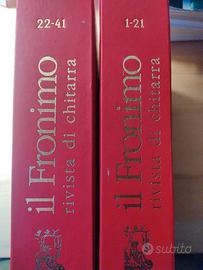 22-41
il Fronimo
rivista di chitarra
1-21
il Fronimo
rivista di chitarra
subito